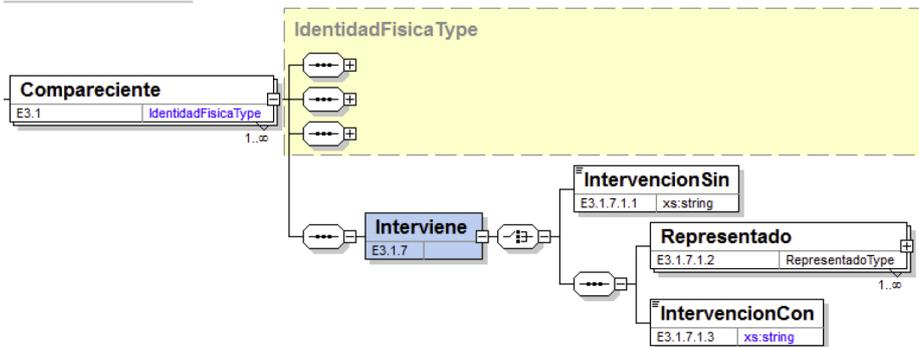 IdentidadFisicaType
Compareciente
E3.1 IdentidadFisicaType
1..∞
IntervencionSin
E3.1.7.1.1 xs:string
Interviene
E3.1.7
Representado
E3.1.7.1.2 RepresentadoType
1..∞
IntervencionCon
E3.1.7.1.3 xs:string